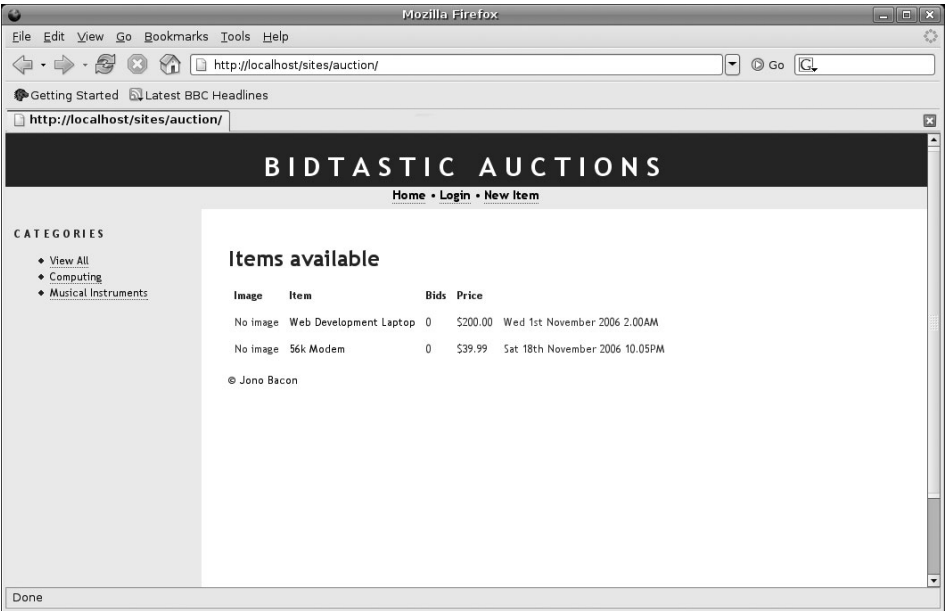 Mozilla Firefox
File Edit View Go Bookmarks Tools Help
http://localhost/sites/auction/ Go G
Getting Started Latest BBC Headlines
http://localhost/sites/auction/
BIDTASTIC AUCTIONS
Home • Login • New Item
CATEGORIES
View All
Computing
Musical Instruments
Items available
Image Item Bids Price
No image Web Development Laptop 0 $200.00 Wed 1st November 2006 2.00AM
No image 56k Modem 0 $39.99 Sat 18th November 2006 10.05PM
© Jono Bacon
Done